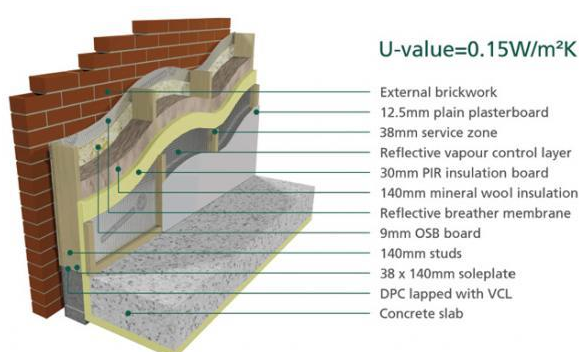 U-value=0.15W/m²K
External brickwork
12.5mm plain plasterboard
38mm service zone
Reflective vapour control layer
30mm PIR insulation board
140mm mineral wool insulation
Reflective breather membrane
9mm OSB board
140mm studs
38 x 140mm soleplate
DPC lapped with VCL
Concrete slab